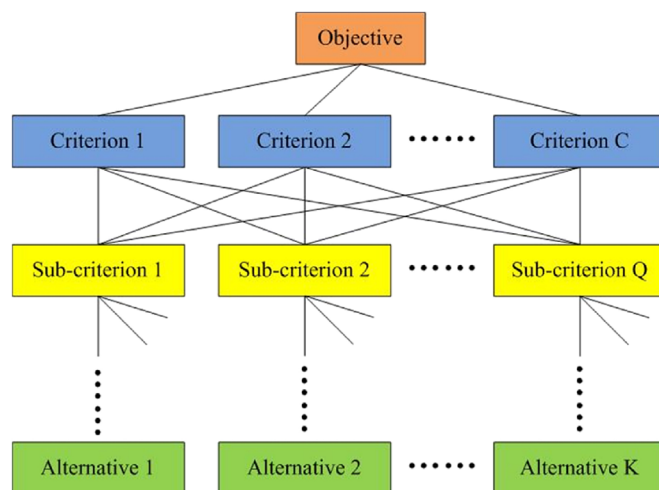 Objective
Criterion 1
Criterion 2
Criterion C
Sub-criterion 1
Sub-criterion 2
Sub-criterion Q
Alternative 1
Alternative 2
Alternative K